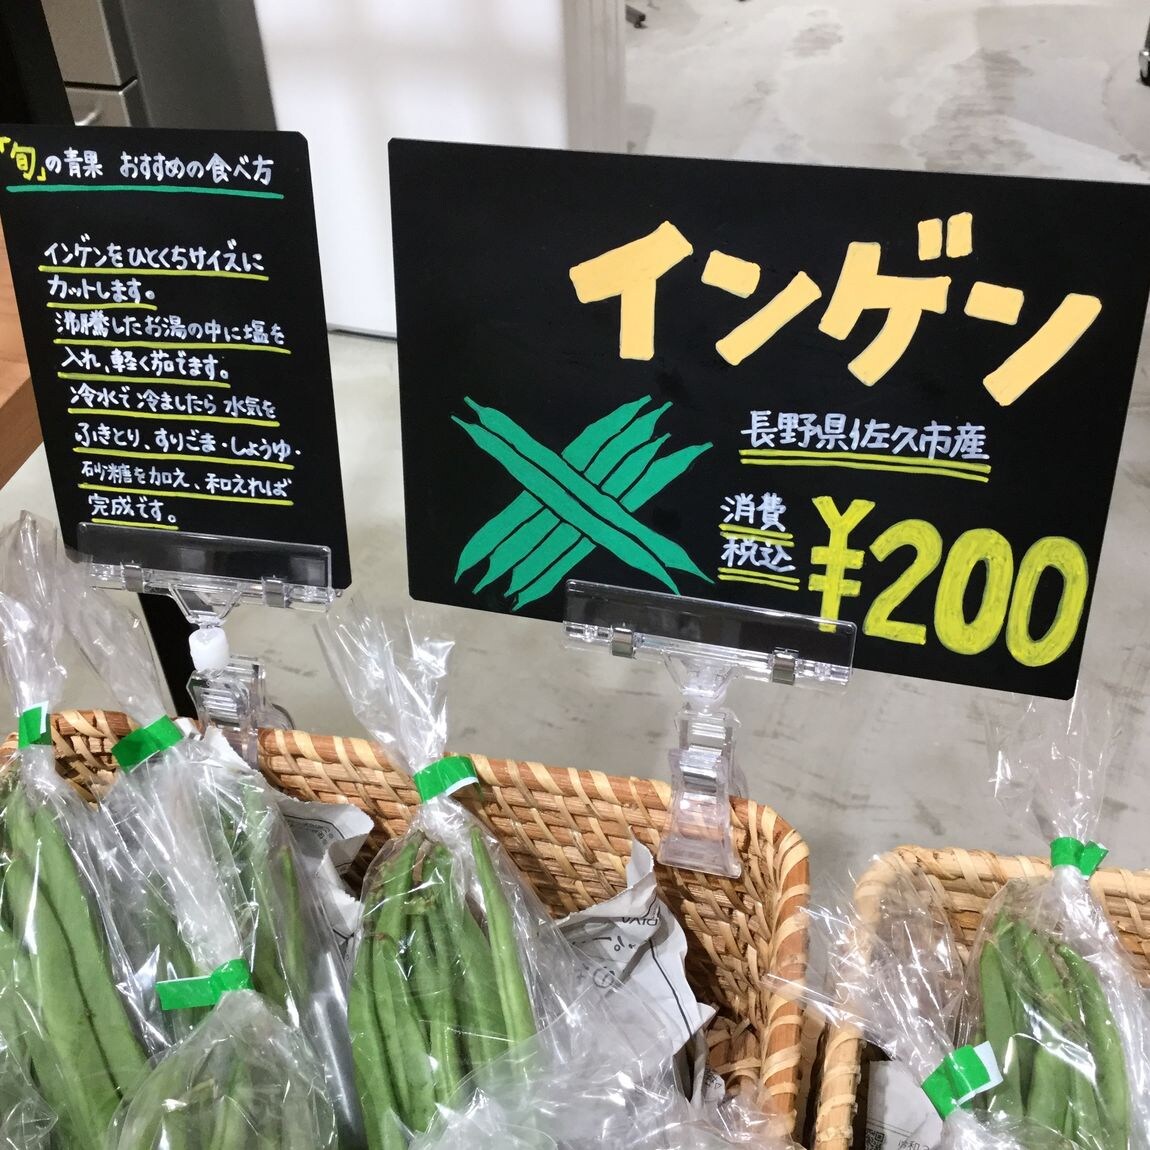 「旬」の青果 おすすめの食べ方
インゲンをひとくちサイズに
カットします。
沸騰したお湯の中に塩を
入れ、軽く茹でます。
冷水で冷ましたら水気を
ふきとり、すりごま・しょうゆ・
砂糖を加え、和えれば
完成です。
インゲン
長野県佐久市産
消費
税込
¥200